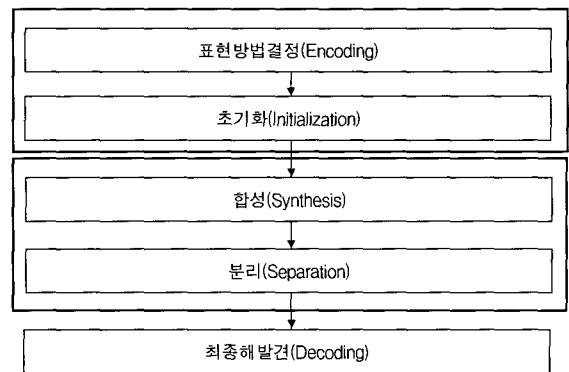 표현방법결정(Encoding)
초기화(Initialization)
합성(Synthesis)
분리(Separation)
최종해발견(Decoding)